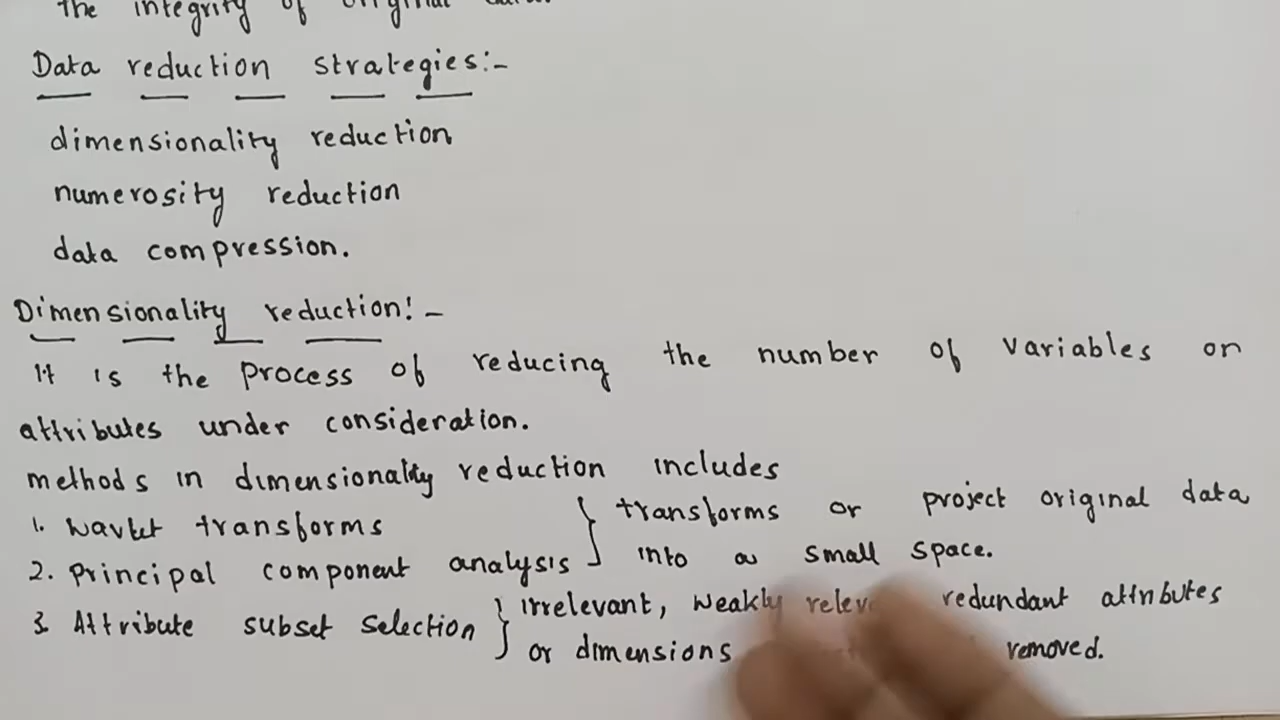 the integrity of original data.
Data reduction strategies:-
dimensionality reduction
numerosity reduction
data compression.
Dimensionality reduction:-
It is the process of reducing the number of variables or
attributes under consideration.
methods in dimensionality reduction includes
1. wavlet transforms } transforms or project original data
2. principal component analysis } into a small space.
3. Attribute subset selection } irrelevant, weakly redundant attributes
or dimensions removed.